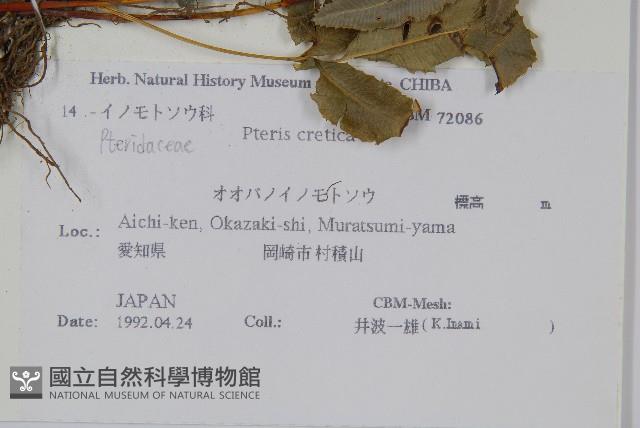 Herb. Natural History Museum CHIBA
14 .-イノモトソウ科
BM 72086
Pteridaceae
Pteris cretica
オオバノイノモトソウ 標高 m
Loc.: Aichi-ken, Okazaki-shi, Muratsumi-yama
愛知県 岡崎市村積山
JAPAN
CBM-Mesh:
Date: 1992.04.24 Coll.: 井波一雄(K.Inami )
國立自然科學博物館
NATIONAL MUSEUM OF NATURAL SCIENCE